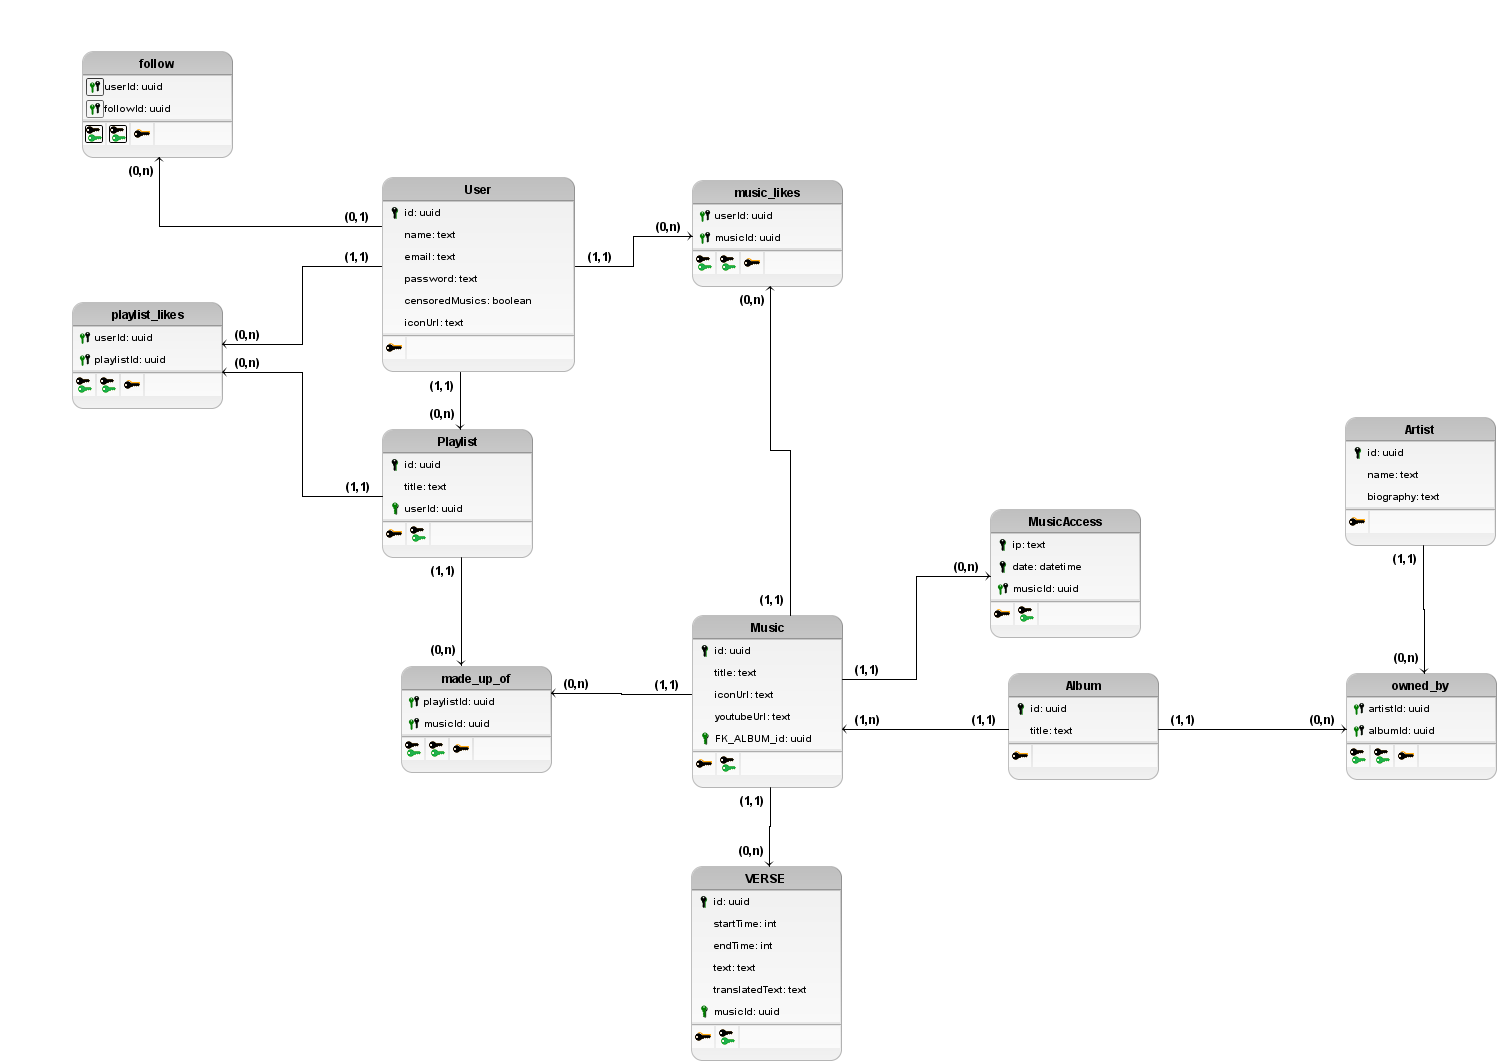 follow
userId: uuid
followId: uuid
(0,n)
User
id: uuid
name: text
email: text
password: text
censoredMusics: boolean
iconUrl: text
(0,1)
(1,1)
(1,1)
(0,n)
music_likes
userId: uuid
musicId: uuid
(0,n)
playlist_likes
userId: uuid
playlistId: uuid
(0,n)
(0,n)
(1,1)
(0,n)
Playlist
id: uuid
title: text
userId: uuid
(1,1)
(1,1)
(0,n)
made_up_of
playlistId: uuid
musicId: uuid
(0,n)
(1,1)
(1,1)
Music
id: uuid
title: text
iconUrl: text
youtubeUrl: text
FK_ALBUM_id: uuid
(1,1)
(0,n)
MusicAccess
ip: text
date: datetime
musicId: uuid
(1,n)
(1,1)
Album
id: uuid
title: text
(1,1)
(0,n)
Artist
id: uuid
name: text
biography: text
(1,1)
(0,n)
owned_by
artistId: uuid
albumId: uuid
(1,1)
(0,n)
VERSE
id: uuid
startTime: int
endTime: int
text: text
translatedText: text
musicId: uuid